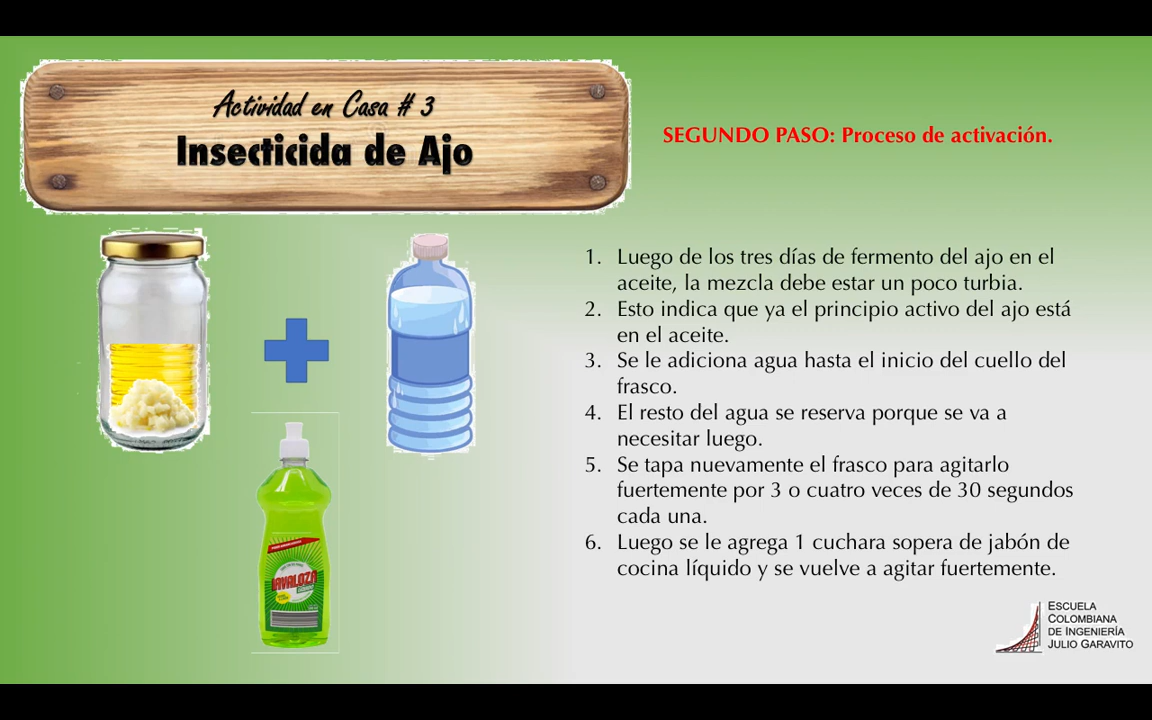 Actividad en Casa # 3
Insecticida de Ajo
SEGUNDO PASO: Proceso de activación.
1. Luego de los tres días de fermento del ajo en el
aceite, la mezcla debe estar un poco turbia.
2. Esto indica que ya el principio activo del ajo está
en el aceite.
3. Se le adiciona agua hasta el inicio del cuello del
frasco.
4. El resto del agua se reserva porque se va a
necesitar luego.
5. Se tapa nuevamente el frasco para agitarlo
fuertemente por 3 o cuatro veces de 30 segundos
cada una.
6. Luego se le agrega 1 cuchara sopera de jabón de
cocina líquido y se vuelve a agitar fuertemente.
LAVALOZA
ESCUELA
COLOMBIANA
DE INGENIERÍA
JULIO GARAVITO